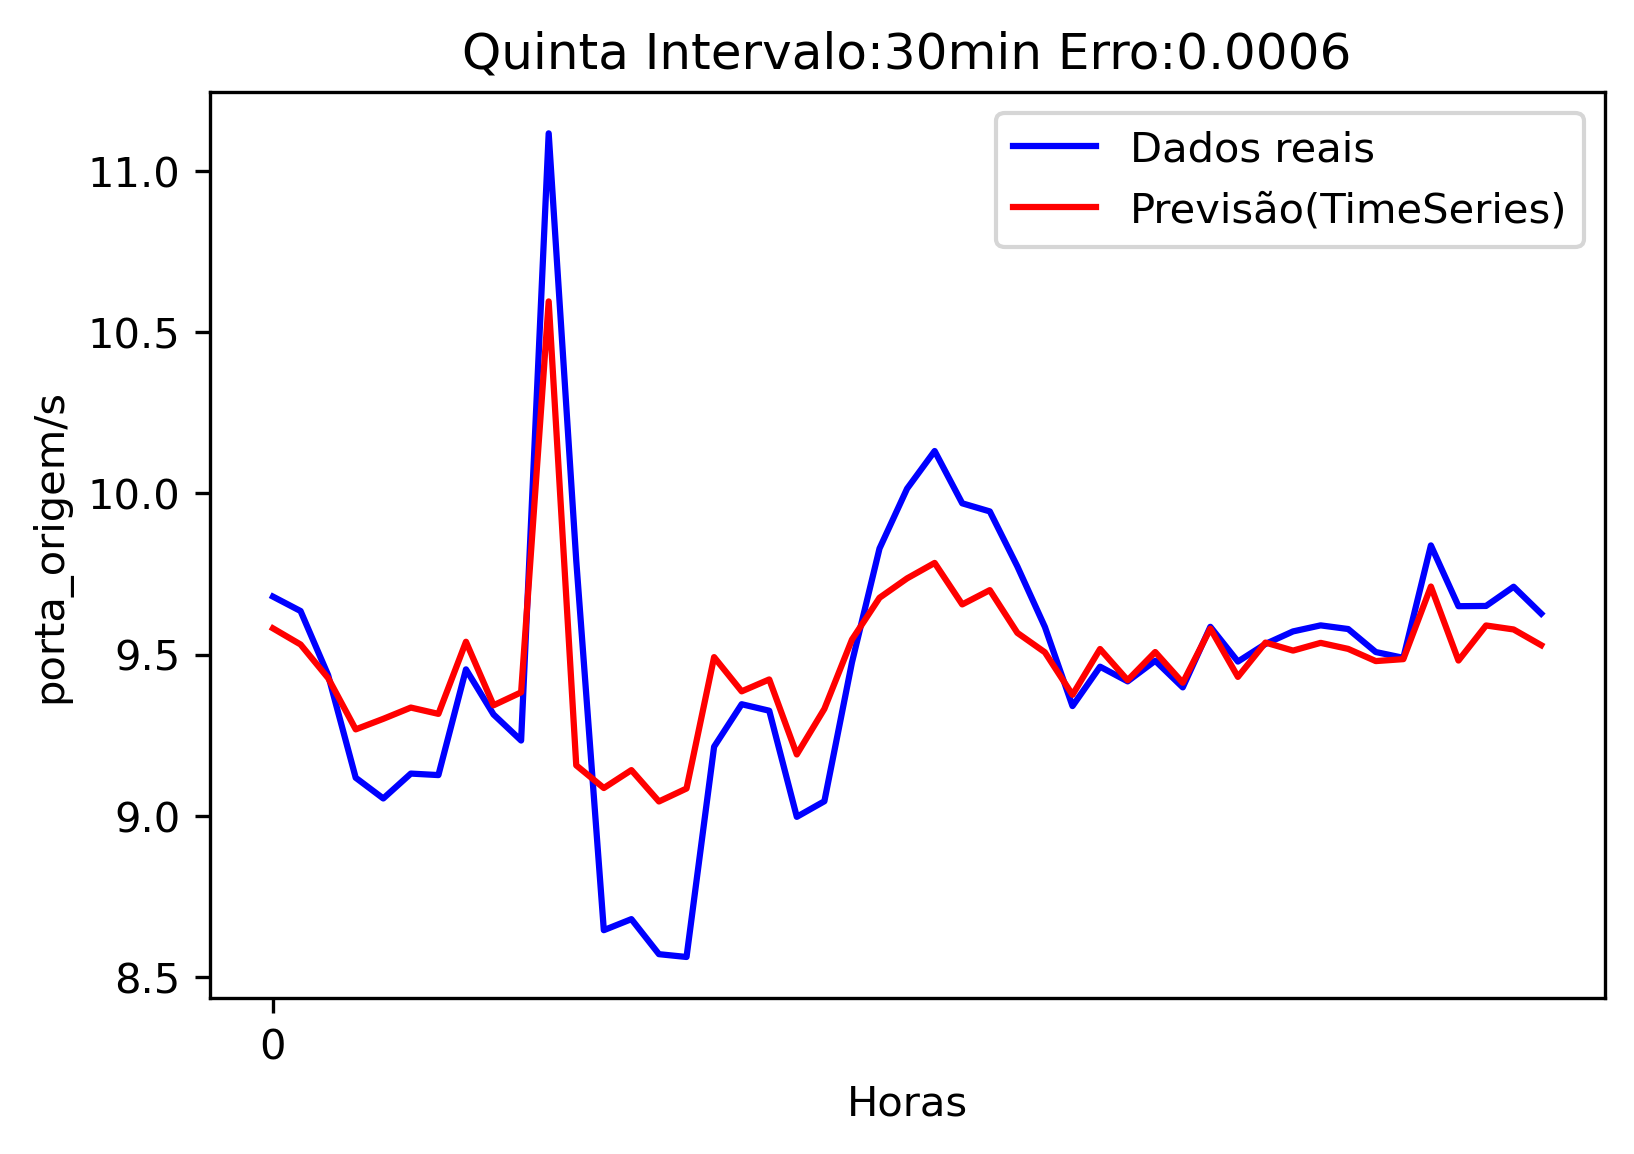 Quinta Intervalo:30min Erro:0.0006
Dados reais
Previsão(TimeSeries)
11.0
10.5
10.0
9.5
9.0
8.5
porta_origem/s
0
Horas